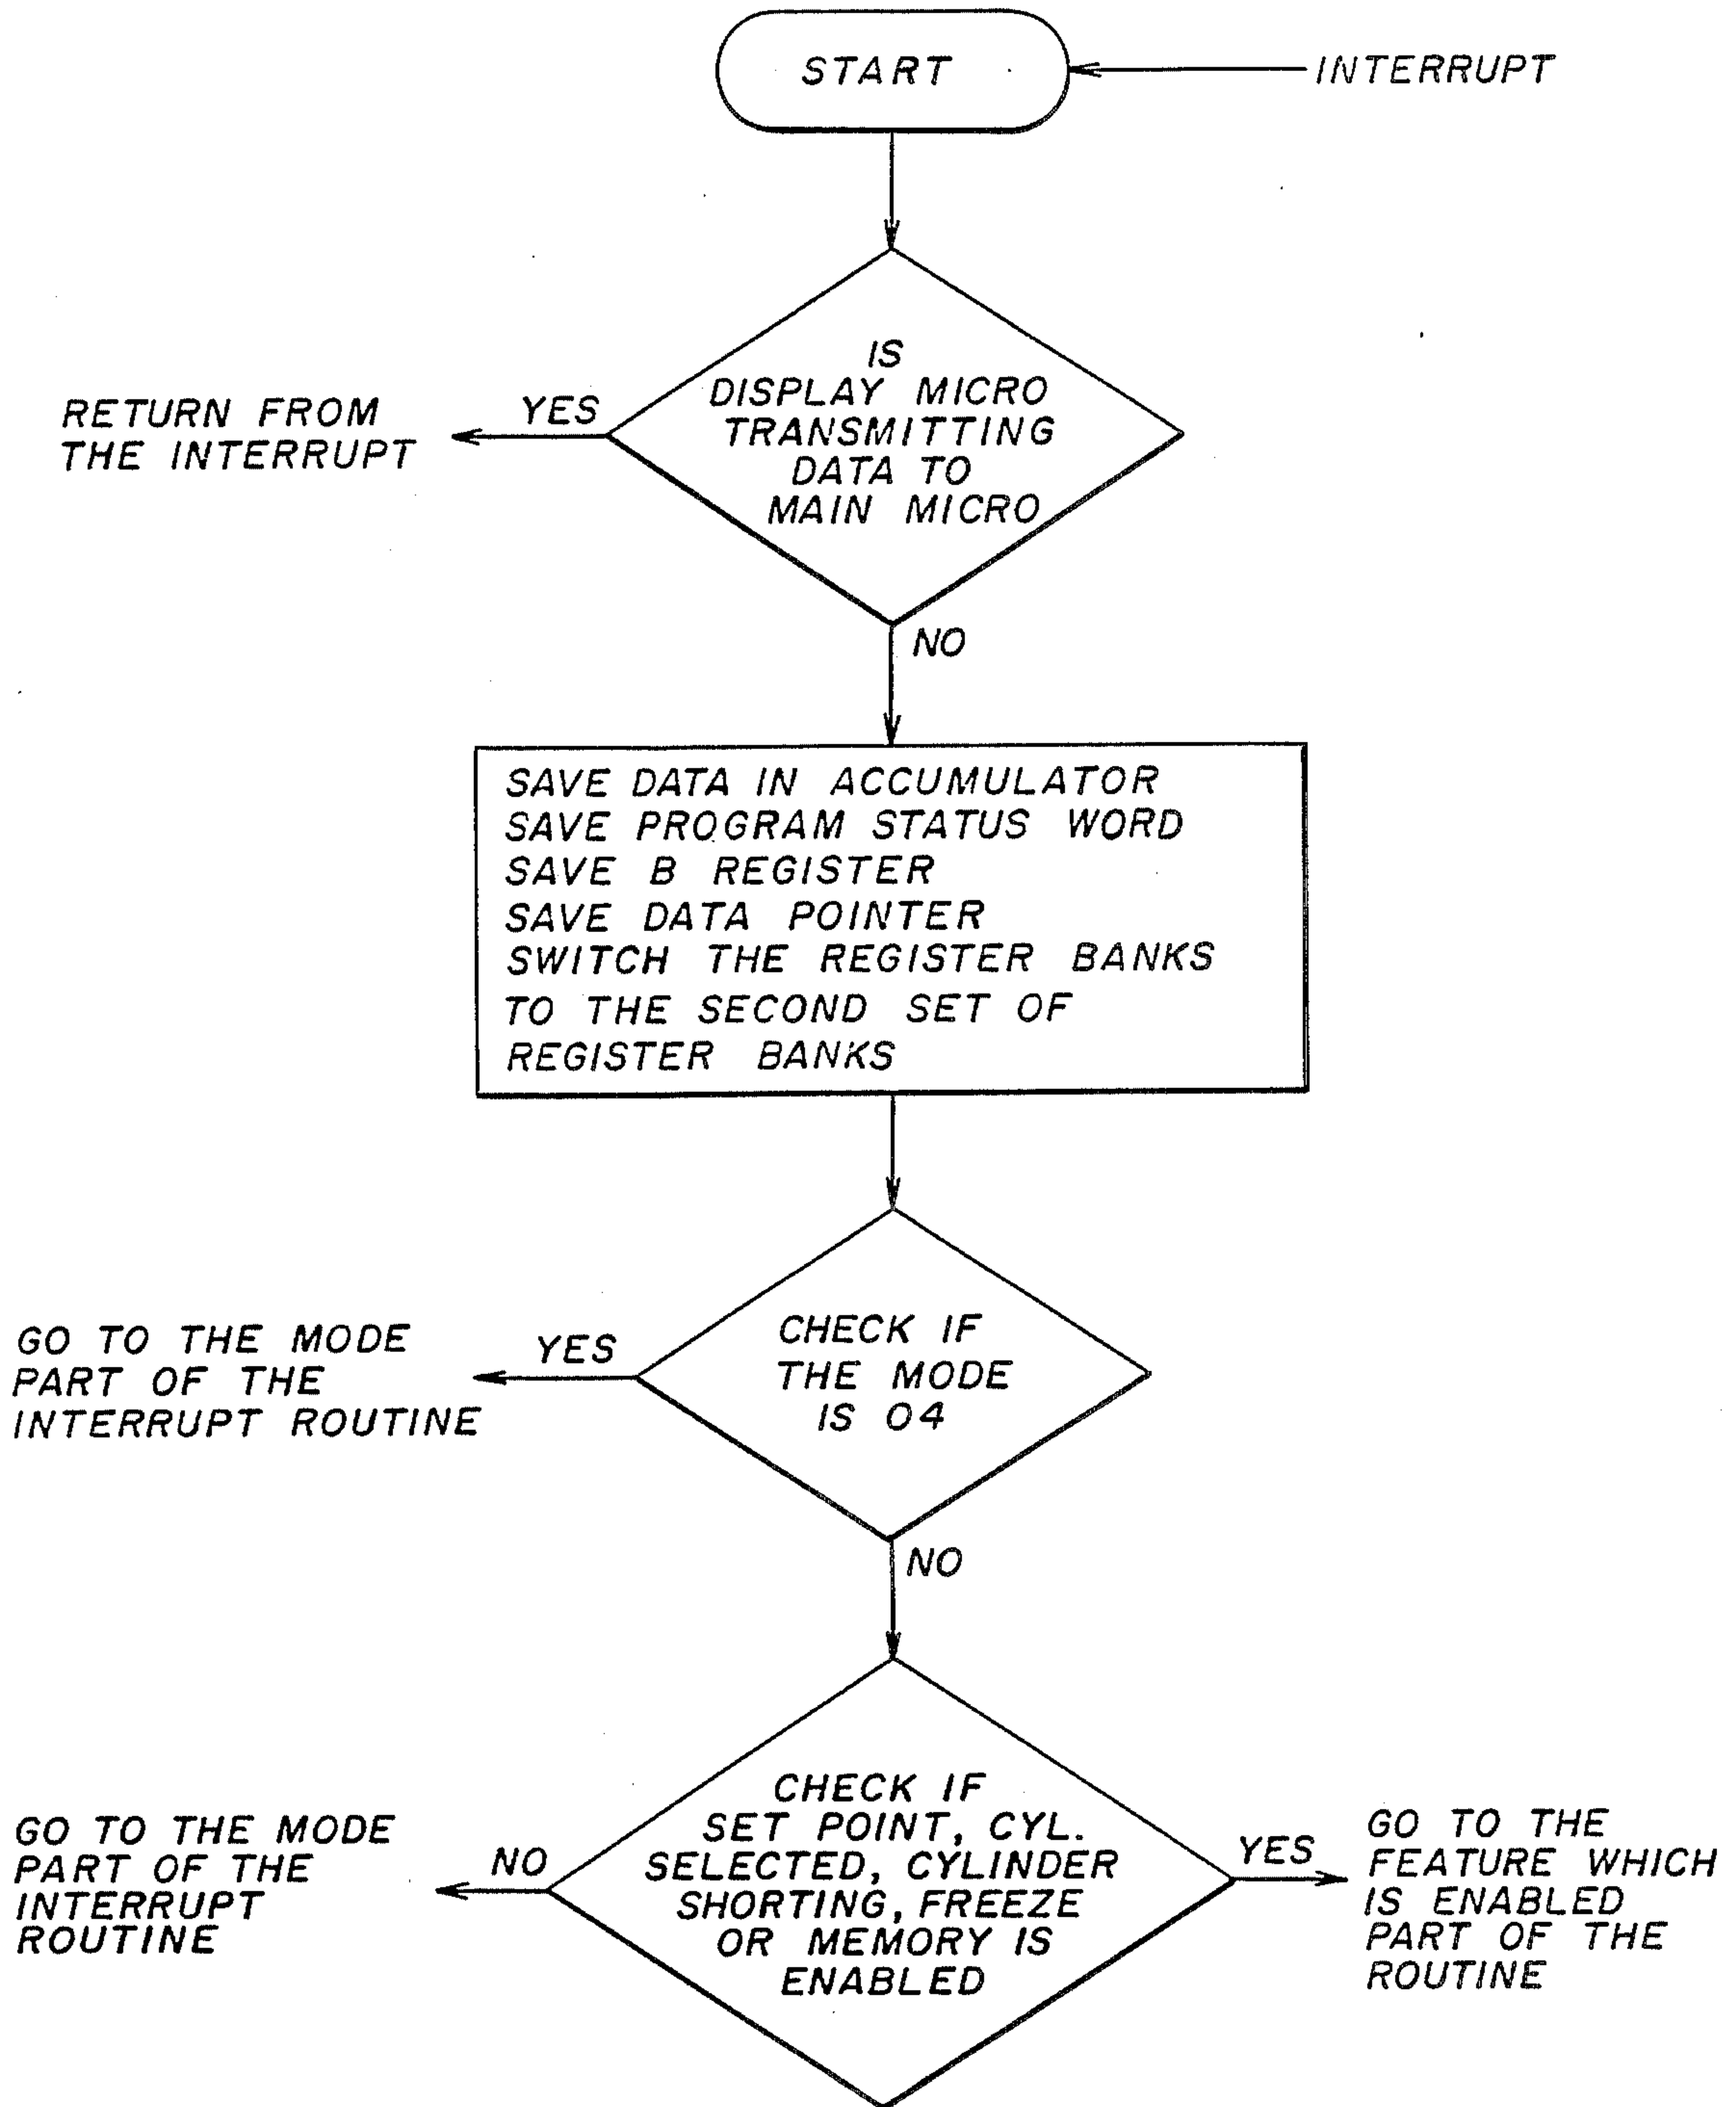 START
INTERRUPT
IS
DISPLAY MICRO
TRANSMITTING
DATA TO
MAIN MICRO
YES
RETURN FROM
THE INTERRUPT
NO
SAVE DATA IN ACCUMULATOR
SAVE PROGRAM STATUS WORD
SAVE B REGISTER
SAVE DATA POINTER
SWITCH THE REGISTER BANKS
TO THE SECOND SET OF
REGISTER BANKS
CHECK IF
THE MODE
IS 04
YES
GO TO THE MODE
PART OF THE
INTERRUPT ROUTINE
NO
CHECK IF
SET POINT, CYL.
SELECTED, CYLINDER
SHORTING, FREEZE
OR MEMORY IS
ENABLED
NO
GO TO THE MODE
PART OF THE
INTERRUPT
ROUTINE
YES
GO TO THE
FEATURE WHICH
IS ENABLED
PART OF THE
ROUTINE